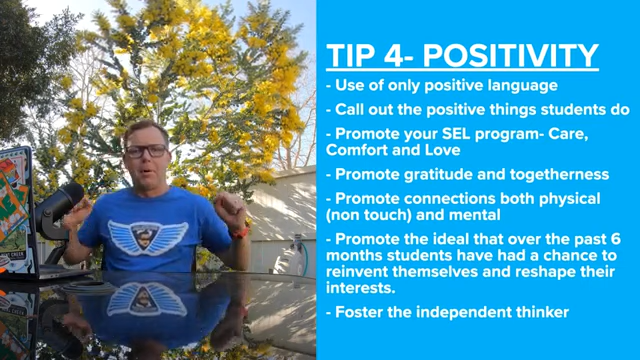 TIP 4- POSITIVITY
- Use of only positive language
- Call out the positive things students do
- Promote your SEL program- Care,
Comfort and Love
- Promote gratitude and togetherness
- Promote connections both physical
(non touch) and mental
- Promote the ideal that over the past 6
months students have had a chance to
reinvent themselves and reshape their
interests.
- Foster the independent thinker